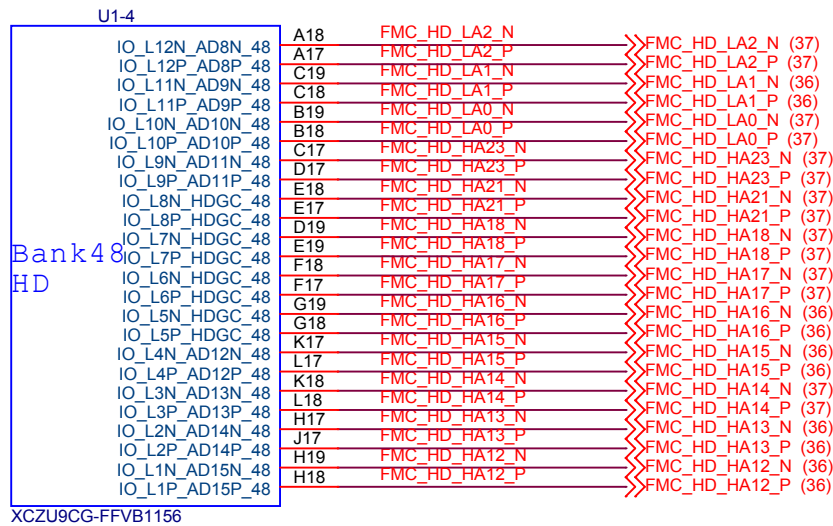 U1-4
IO_L12N_AD8N_48 A18 FMC_HD_LA2_N FMC_HD_LA2_N (37)
IO_L12P_AD8P_48 A17 FMC_HD_LA2_P FMC_HD_LA2_P (37)
IO_L11N_AD9N_48 C19 FMC_HD_LA1_N FMC_HD_LA1_N (36)
IO_L11P_AD9P_48 C18 FMC_HD_LA1_P FMC_HD_LA1_P (36)
IO_L10N_AD10N_48 B19 FMC_HD_LA0_N FMC_HD_LA0_N (37)
IO_L10P_AD10P_48 B18 FMC_HD_LA0_P FMC_HD_LA0_P (37)
IO_L9N_AD11N_48 C17 FMC_HD_HA23_N FMC_HD_HA23_N (37)
IO_L9P_AD11P_48 D17 FMC_HD_HA23_P FMC_HD_HA23_P (37)
IO_L8N_HDGC_48 E18 FMC_HD_HA21_N FMC_HD_HA21_N (37)
IO_L8P_HDGC_48 E17 FMC_HD_HA21_P FMC_HD_HA21_P (37)
IO_L7N_HDGC_48 D19 FMC_HD_HA18_N FMC_HD_HA18_N (37)
Bank48 IO_L7P_HDGC_48 E19 FMC_HD_HA18_P FMC_HD_HA18_P (37)
HD IO_L6N_HDGC_48 F18 FMC_HD_HA17_N FMC_HD_HA17_N (37)
IO_L6P_HDGC_48 F17 FMC_HD_HA17_P FMC_HD_HA17_P (37)
IO_L5N_HDGC_48 G19 FMC_HD_HA16_N FMC_HD_HA16_N (36)
IO_L5P_HDGC_48 G18 FMC_HD_HA16_P FMC_HD_HA16_P (36)
IO_L4N_AD12N_48 K17 FMC_HD_HA15_N FMC_HD_HA15_N (36)
IO_L4P_AD12P_48 L17 FMC_HD_HA15_P FMC_HD_HA15_P (36)
IO_L3N_AD13N_48 K18 FMC_HD_HA14_N FMC_HD_HA14_N (37)
IO_L3P_AD13P_48 L18 FMC_HD_HA14_P FMC_HD_HA14_P (37)
IO_L2N_AD14N_48 H17 FMC_HD_HA13_N FMC_HD_HA13_N (36)
IO_L2P_AD14P_48 J17 FMC_HD_HA13_P FMC_HD_HA13_P (36)
IO_L1N_AD15N_48 H19 FMC_HD_HA12_N FMC_HD_HA12_N (36)
IO_L1P_AD15P_48 H18 FMC_HD_HA12_P FMC_HD_HA12_P (36)
XCZU9CG-FFVB1156